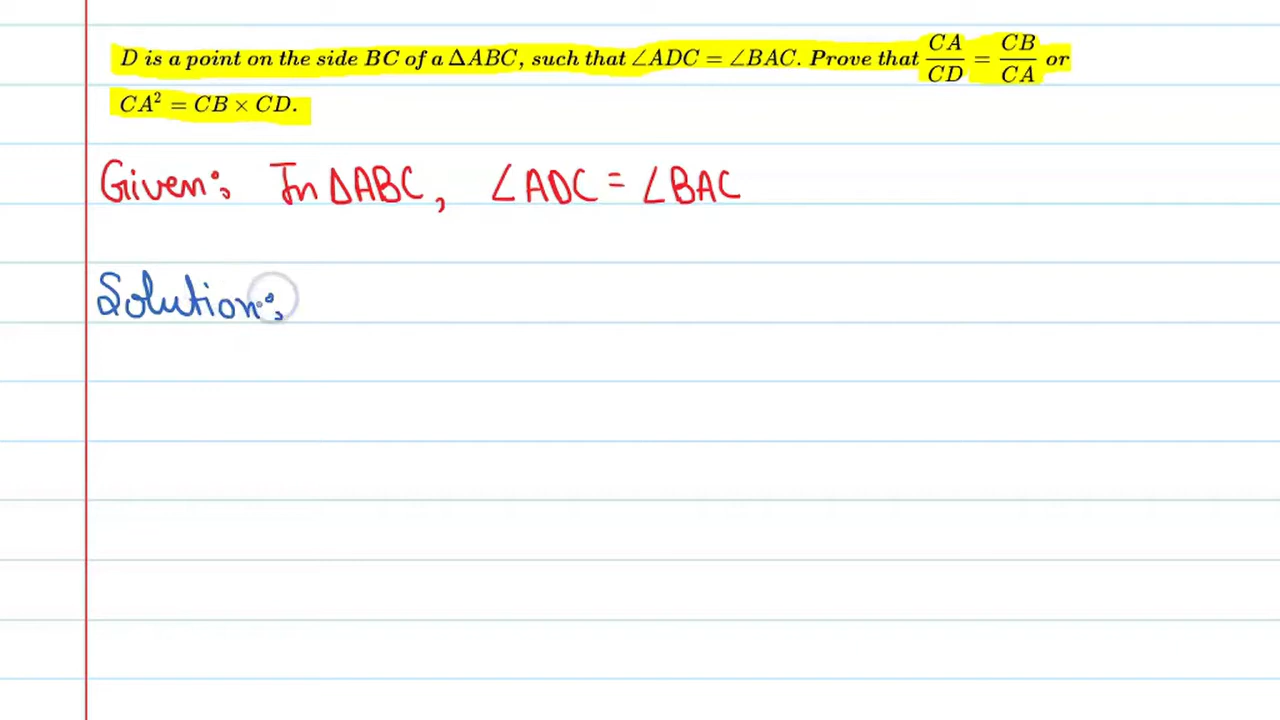 D is a point on the side BC of a ΔABC, such that ∠ADC = ∠BAC. Prove that CA/CD = CB/CA or
CA² = CB × CD.
Given:  In ΔABC, ∠ADC = ∠BAC
Solution: